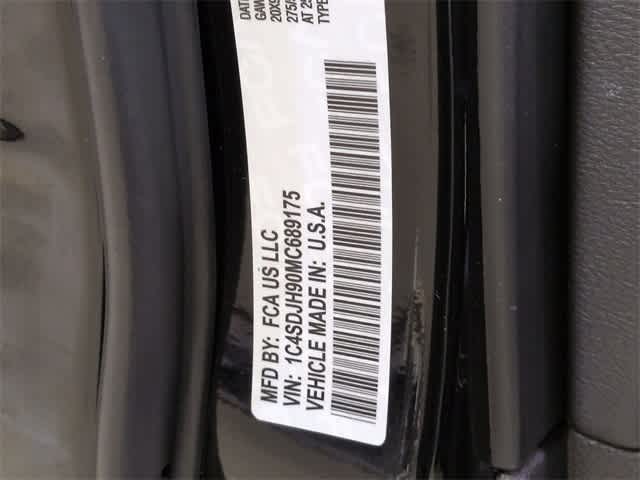 MFD BY: FCA US LLC
VIN: 1C4SDJH90MC689175
VEHICLE MADE IN: U.S.A.